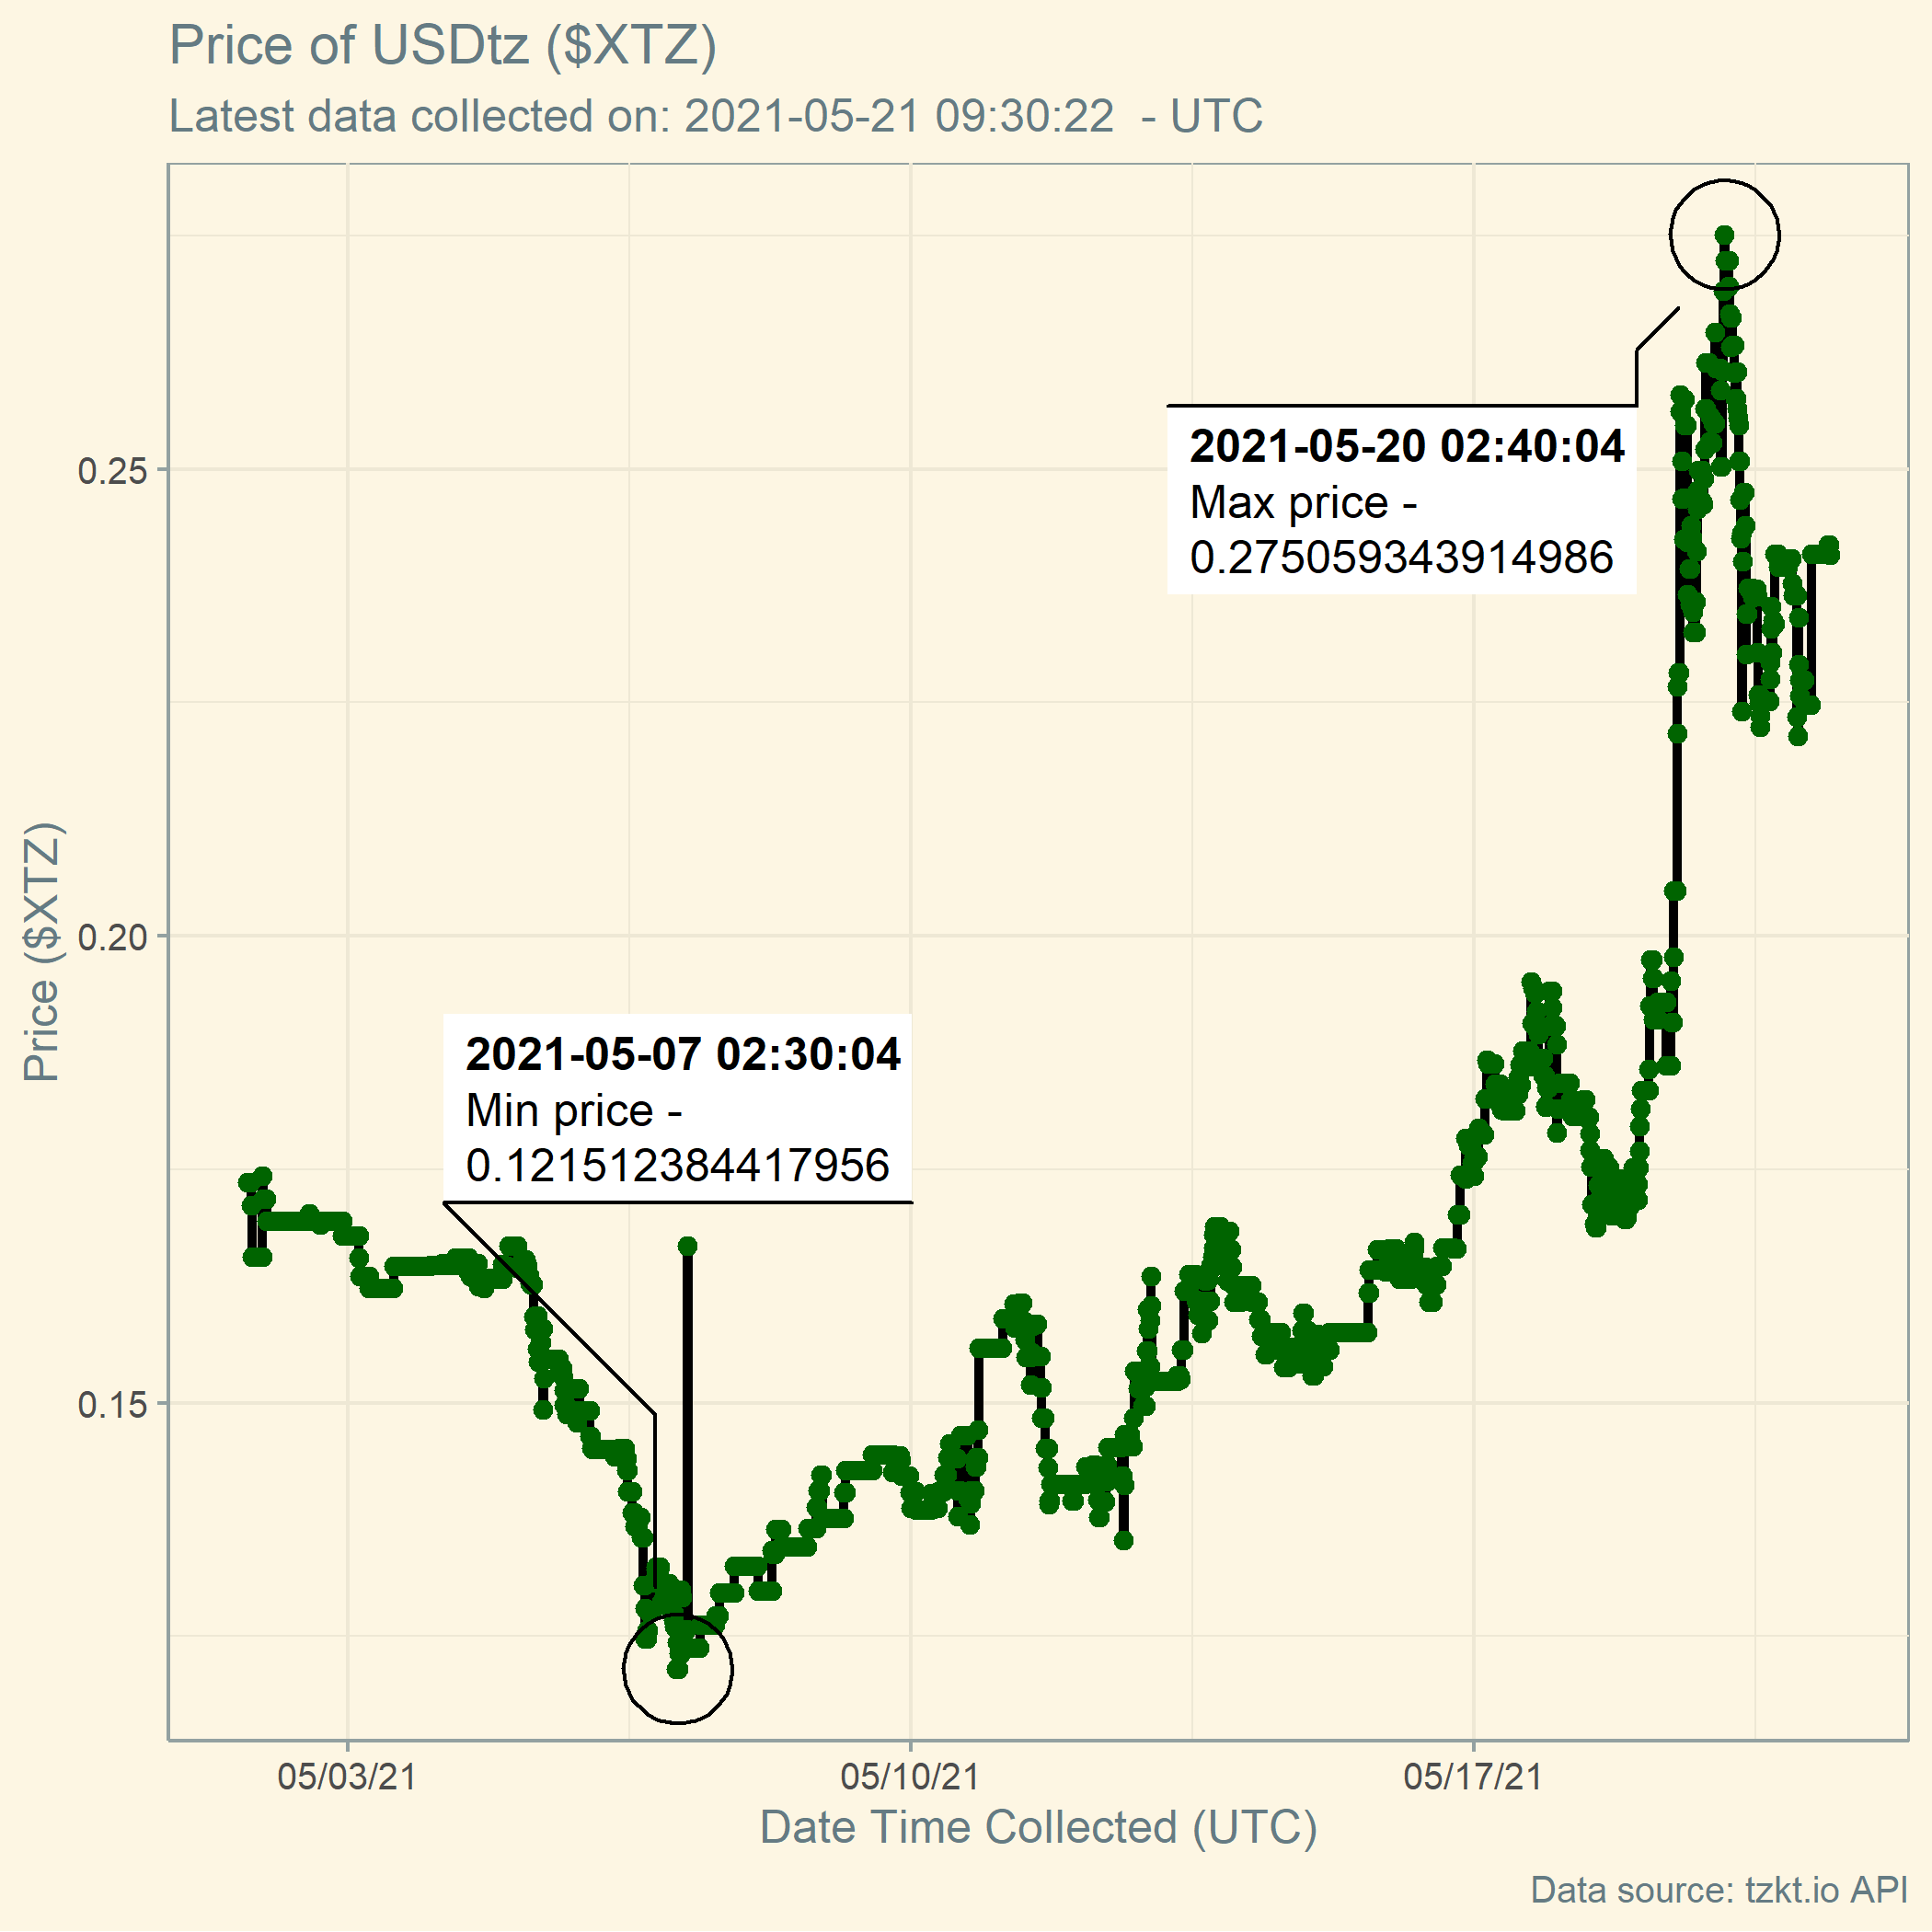 Price of USDtz ($XTZ)
Latest data collected on: 2021-05-21 09:30:22  - UTC
2021-05-20 02:40:04
Max price -
0.275059343914986
0.25
0.20
0.15
Price ($XTZ)
2021-05-07 02:30:04
Min price -
0.121512384417956
05/03/21
05/10/21
05/17/21
Date Time Collected (UTC)
Data source: tzkt.io API